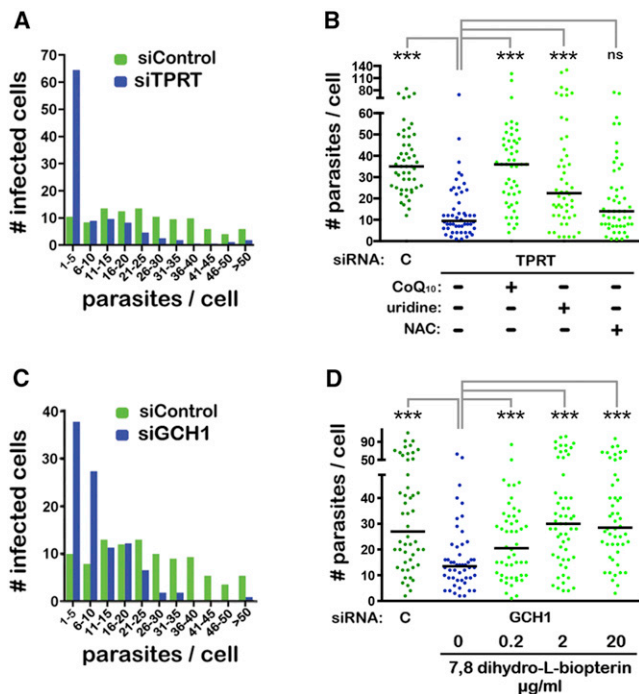 A
siControl
siTPRT
# infected cells
70
60
50
40
30
20
10
0
1-5
6-10
11-15
16-20
21-25
26-30
31-35
36-40
41-45
46-50
>50
parasites / cell
B
*** *** *** ns
# parasites / cell
140
110
80
50
40
30
20
10
0
siRNA: C TPRT
CoQ10: – + – –
uridine: – – + –
NAC: – – – +
C
siControl
siGCH1
# infected cells
40
30
20
10
0
1-5
6-10
11-15
16-20
21-25
26-30
31-35
36-40
41-45
46-50
>50
parasites / cell
D
*** *** *** ***
# parasites / cell
90
50
40
30
20
10
0
siRNA: C GCH1
0 0.2 2 20
7,8 dihydro-L-biopterin
µg/ml